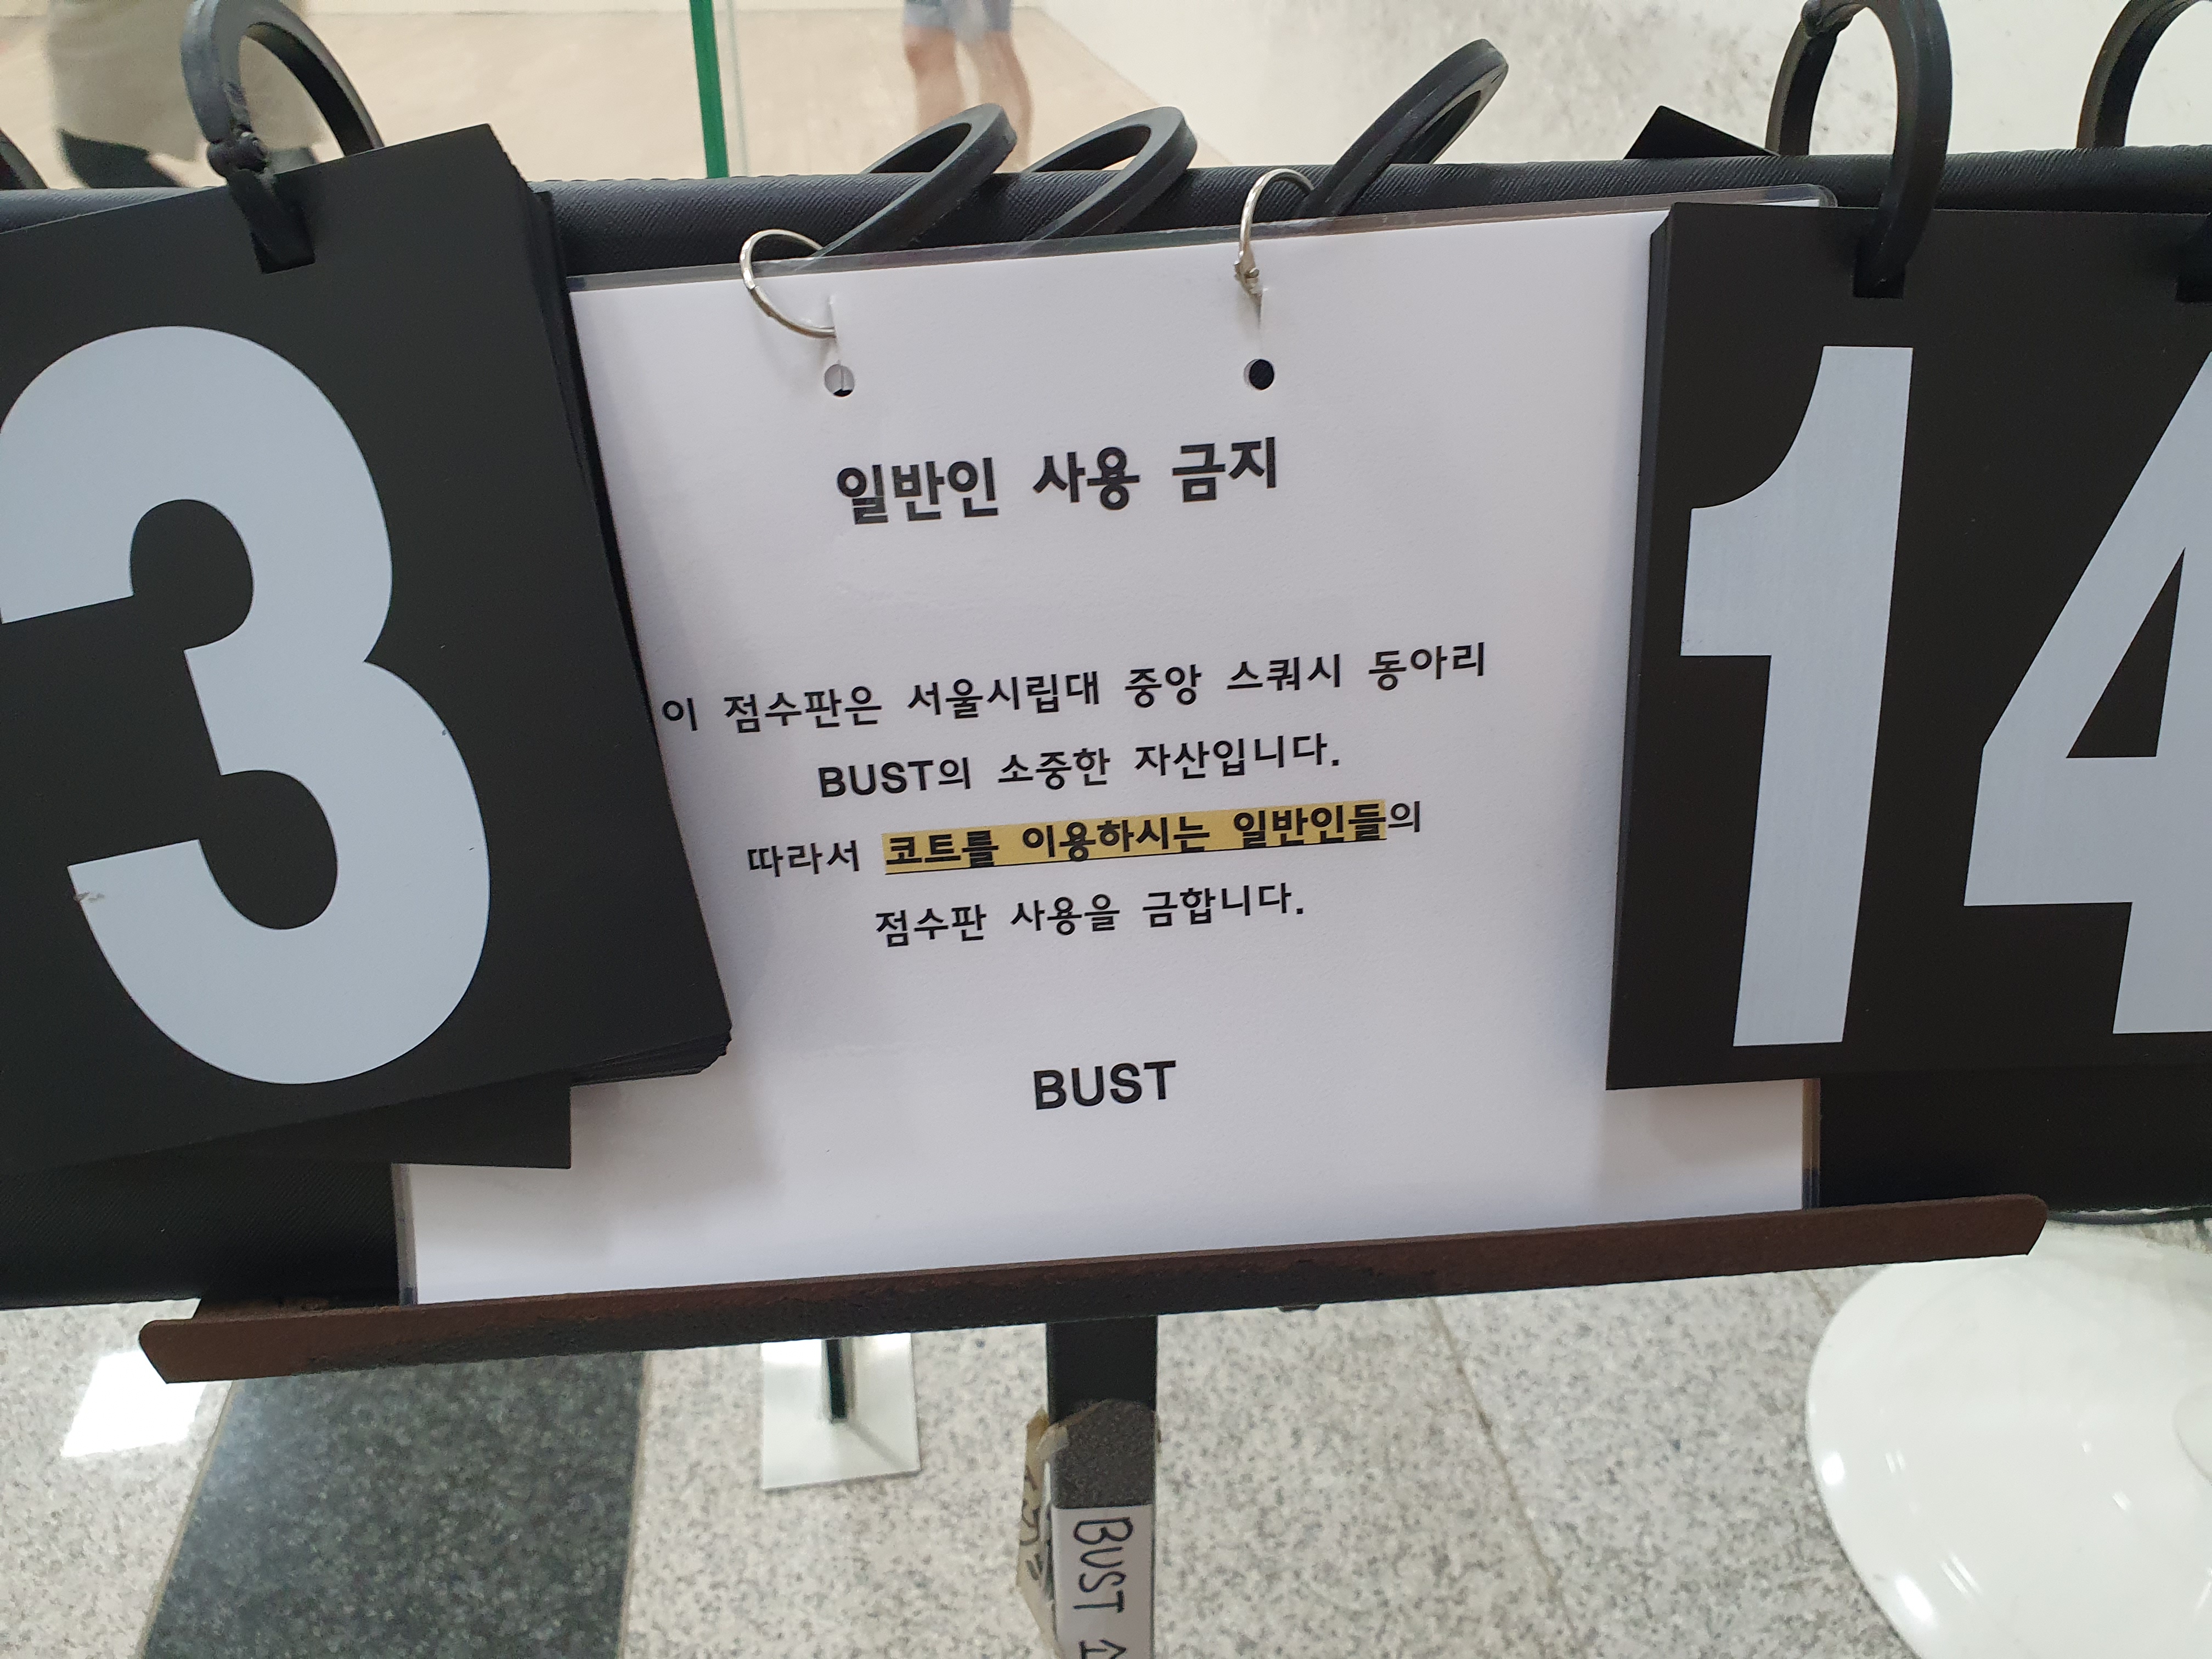 3
14
일반인 사용 금지
이 점수판은 서울시립대 중앙 스쿼시 동아리
BUST의 소중한 자산입니다.
따라서 코트를 이용하시는 일반인들의
점수판 사용을 금합니다.
BUST
BUST